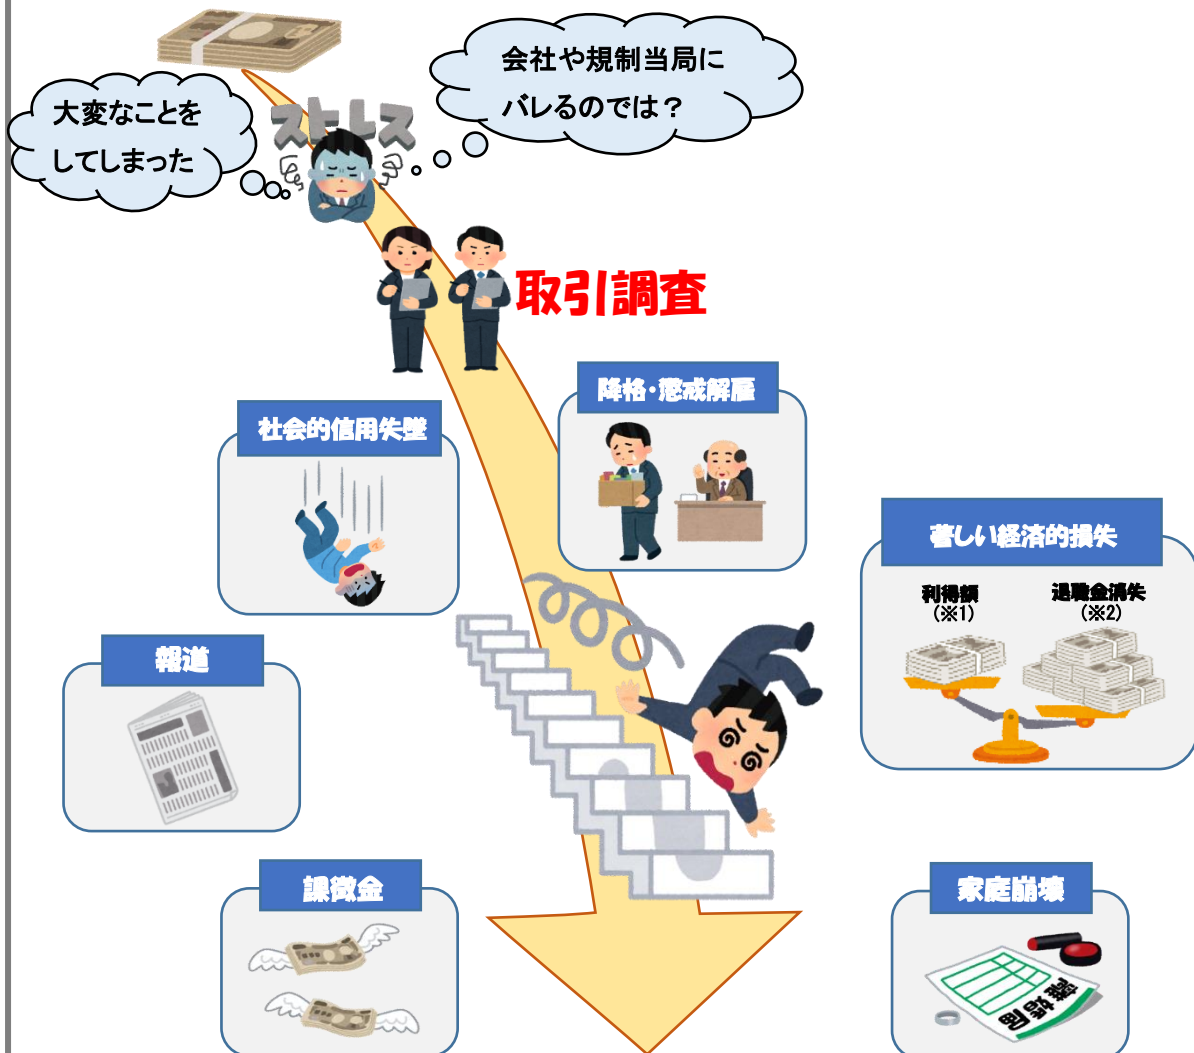 会社や規制当局に
バレるのでは？
大変なことを
してしまった
ストレス
取引調査
降格・懲戒解雇
社会的信用失墜
著しい経済的損失
利得額
(※1)
退職金消失
(※2)
報道
課徴金
家庭崩壊
離婚届